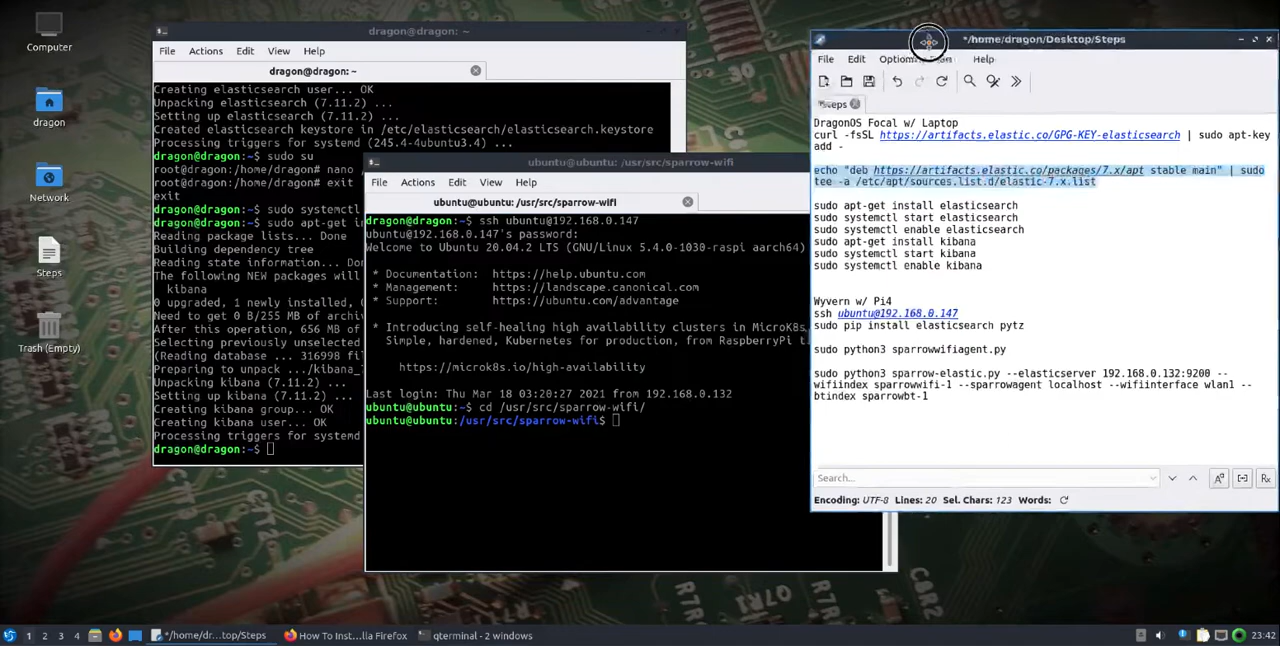 Computer
dragon
Network
Steps
Trash (Empty)
dragon@dragon: ~
File Actions Edit View Help
dragon@dragon: ~
Creating elasticsearch user... OK
Unpacking elasticsearch (7.11.2) ...
Setting up elasticsearch (7.11.2) ...
Created elasticsearch keystore in /etc/elasticsearch/elasticsearch.keystore
Processing triggers for systemd (245.4-4ubuntu3.4) ...
dragon@dragon:~$ sudo su
root@dragon:/home/dragon# nano /
root@dragon:/home/dragon# exit
exit
dragon@dragon:~$ sudo systemctl
dragon@dragon:~$ sudo apt-get in
Reading package lists... Done
Building dependency tree
Reading state information... Don
The following NEW packages will
kibana
0 upgraded, 1 newly installed, 0
Need to get 0 B/255 MB of archiv
After this operation, 656 MB of
Selecting previously unselected
(Reading database ... 316998 fil
Preparing to unpack .../kibana_7
Unpacking kibana (7.11.2) ...
Setting up kibana (7.11.2) ...
Creating kibana group... OK
Creating kibana user... OK
Processing triggers for systemd
dragon@dragon:~$
ubuntu@ubuntu: /usr/src/sparrow-wifi
File Actions Edit View Help
ubuntu@ubuntu: /usr/src/sparrow-wifi
dragon@dragon:~$ ssh ubuntu@192.168.0.147
ubuntu@192.168.0.147's password:
Welcome to Ubuntu 20.04.2 LTS (GNU/Linux 5.4.0-1030-raspi aarch64)
* Documentation: https://help.ubuntu.com
* Management: https://landscape.canonical.com
* Support: https://ubuntu.com/advantage
* Introducing self-healing high availability clusters in MicroK8s
Simple, hardened, Kubernetes for production, from RaspberryPi t
https://microk8s.io/high-availability
Last login: Thu Mar 18 03:20:27 2021 from 192.168.0.132
ubuntu@ubuntu:~$ cd /usr/src/sparrow-wifi/
ubuntu@ubuntu:/usr/src/sparrow-wifi$
*/home/dragon/Desktop/Steps
File Edit Options Help
*Steps
DragonOS Focal w/ Laptop
curl -fsSL https://artifacts.elastic.co/GPG-KEY-elasticsearch | sudo apt-key
add -
echo "deb https://artifacts.elastic.co/packages/7.x/apt stable main" | sudo
tee -a /etc/apt/sources.list.d/elastic-7.x.list
sudo apt-get install elasticsearch
sudo systemctl start elasticsearch
sudo systemctl enable elasticsearch
sudo apt-get install kibana
sudo systemctl start kibana
sudo systemctl enable kibana
Wyvern w/ Pi4
ssh ubuntu@192.168.0.147
sudo pip install elasticsearch pytz
sudo python3 sparrowwifiagent.py
sudo python3 sparrow-elastic.py --elasticserver 192.168.0.132:9200 --
wifiindex sparrowwifi-1 --sparrowagent localhost --wifiinterface wlan1 --
btindex sparrowbt-1
Search...
Encoding: UTF-8 Lines: 20 Sel. Chars: 123 Words:
1 2 3 4 */home/dr...top/Steps How To Inst...lla Firefox qterminal - 2 windows 23:42